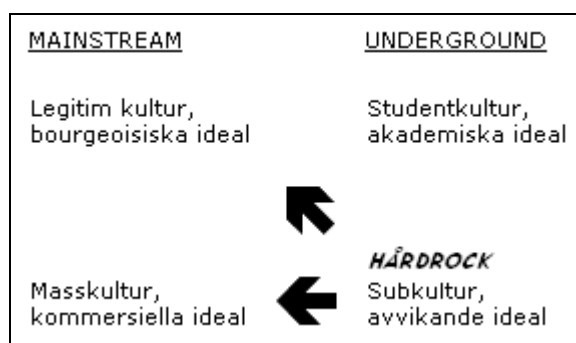 MAINSTREAM
UNDERGROUND
Legitim kultur,
bourgeoisiska ideal
Studentkultur,
akademiska ideal
HÅRDROCK
Masskultur,
kommersiella ideal
Subkultur,
avvikande ideal